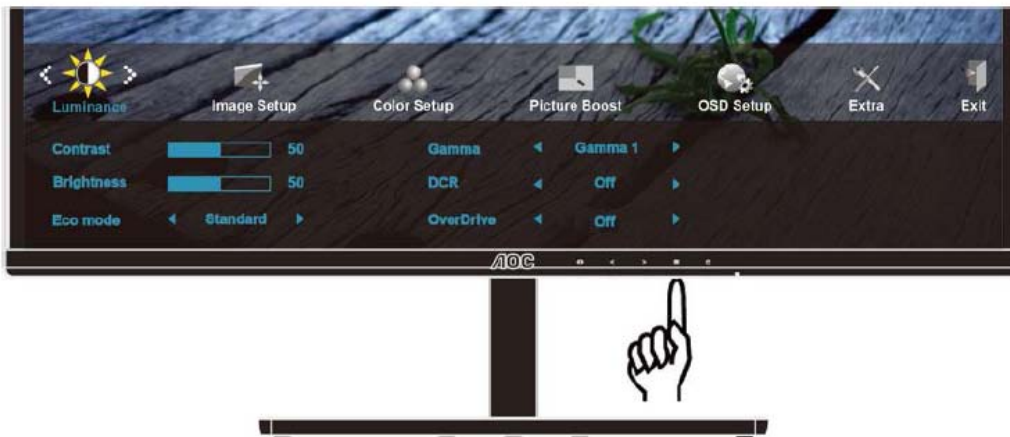 Luminance Image Setup Color Setup Picture Boost OSD Setup Extra Exit
Contrast 50 Gamma Gamma 1
Brightness 50 DCR Off
Eco mode Standard OverDrive Off
AOC